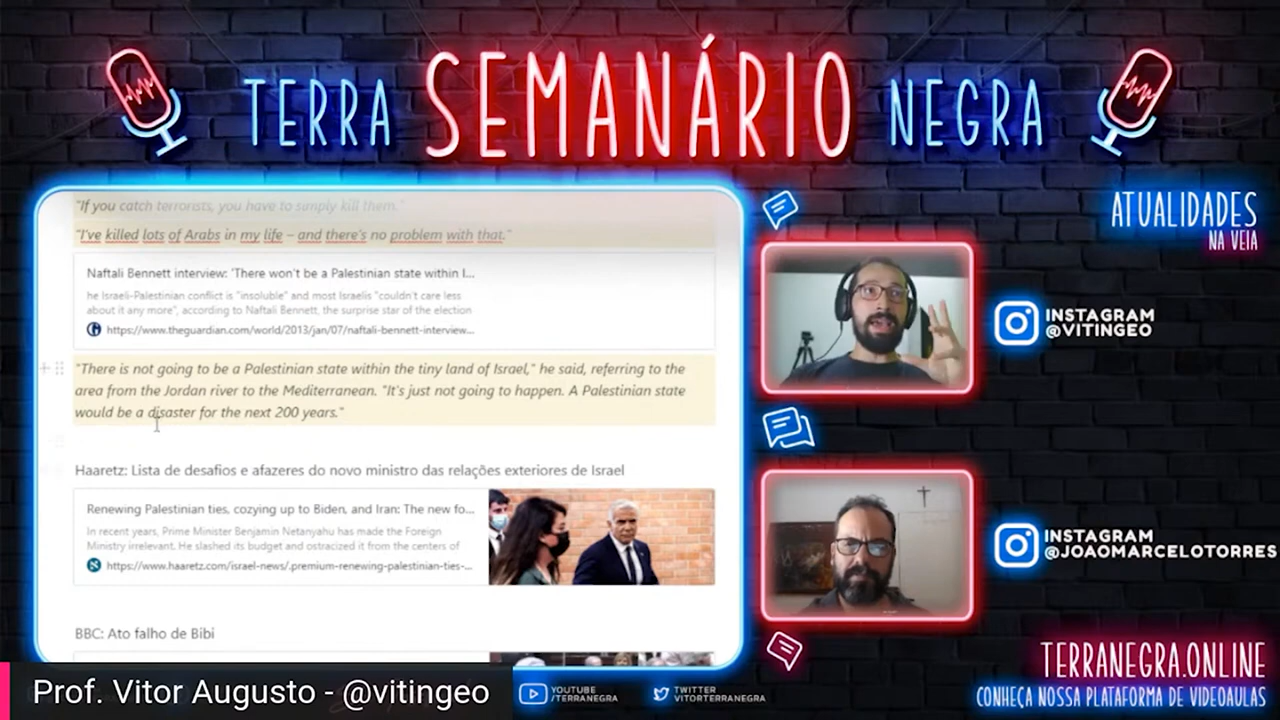 TERRA SEMANÁRIO NEGRA
"If you catch terrorists, you have to simply kill them."
"I've killed lots of Arabs in my life – and there's no problem with that."
Naftali Bennett interview: 'There won't be a Palestinian state within I...
he Israeli-Palestinian conflict is "insoluble" and most Israelis "couldn't care less
about it any more", according to Naftali Bennett, the surprise star of the election
https://www.theguardian.com/world/2013/jan/07/naftali-bennett-interview...
"There is not going to be a Palestinian state within the tiny land of Israel," he said, referring to the
area from the Jordan river to the Mediterranean. "It's just not going to happen. A Palestinian state
would be a disaster for the next 200 years."
Haaretz: Lista de desafios e afazeres do novo ministro das relações exteriores de Israel
Renewing Palestinian ties, cozying up to Biden, and Iran: The new fo...
In recent years, Prime Minister Benjamin Netanyahu has made the Foreign
Ministry irrelevant. He slashed its budget and ostracized it from the centers of
https://www.haaretz.com/israel-news/.premium-renewing-palestinian-ties-...
BBC: Ato falho de Bibi
ATUALIDADES
NA VEIA
INSTAGRAM
@VITINGEO
INSTAGRAM
@JOAOMARCELOTORRES
TERRANEGRA.ONLINE
CONHEÇA NOSSA PLATAFORMA DE VIDEOAULAS
Prof. Vitor Augusto - @vitingeo
YOUTUBE
/TERRANEGRA
TWITTER
VITORTERRANEGRA